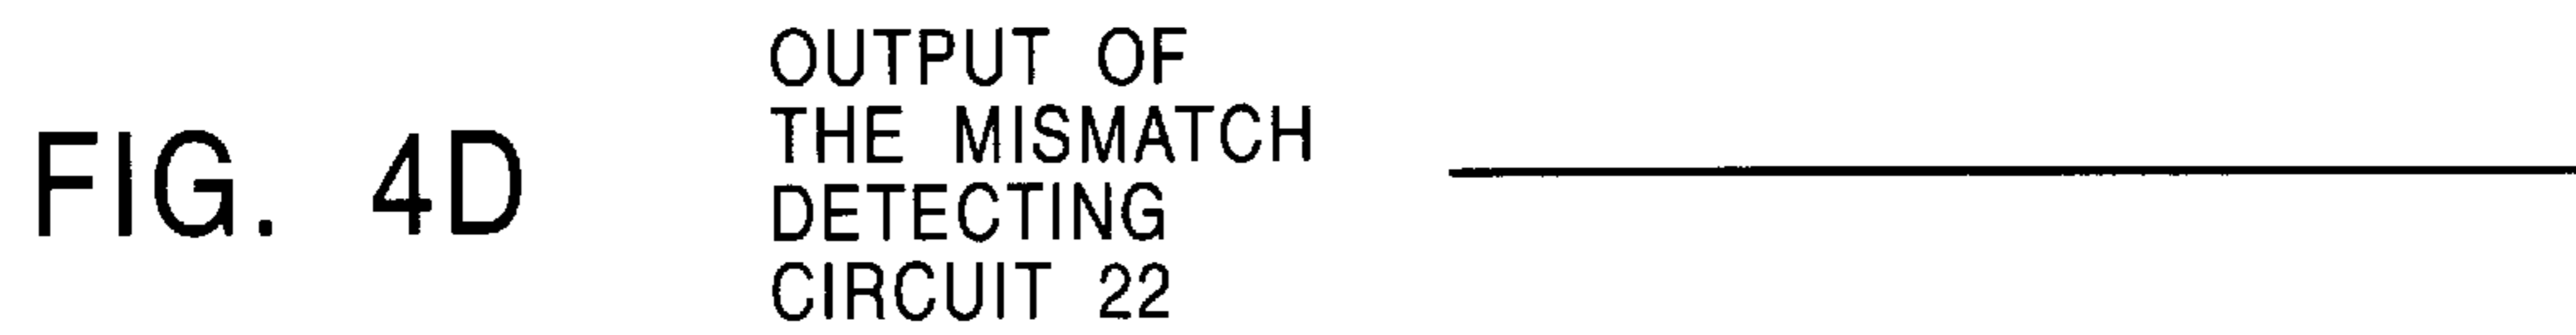 FIG. 4D
OUTPUT OF
THE MISMATCH
DETECTING
CIRCUIT 22